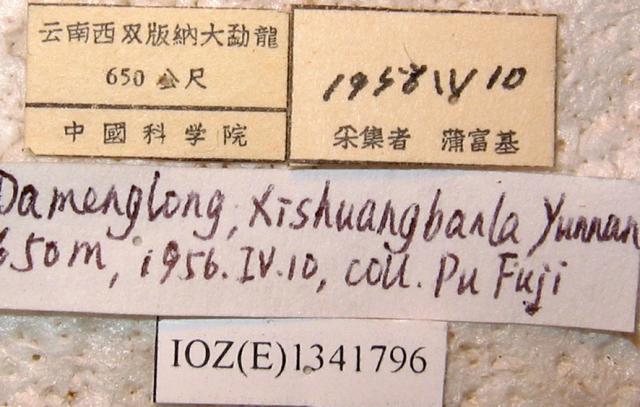 云南西双版納大勐龍
650 公尺
中國科学院
1958 IV 10
采集者 蒲富基
Damenglong, Xishuangbanla, Yunnan
650m, 1956.IV.10, coll. Pu Fuji
IOZ(E)1341796